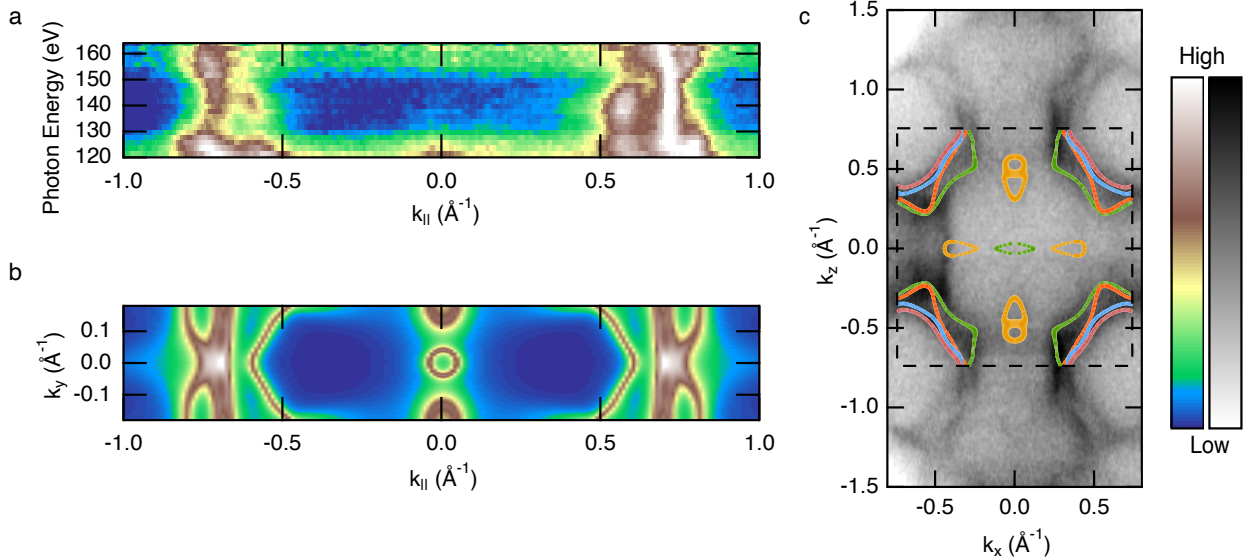 a
Photon Energy (eV)
160
150
140
130
120
-1.0 -0.5 0.0 0.5 1.0
k|| (Å-1)
b
ky (Å-1)
0.1
0.0
-0.1
-1.0 -0.5 0.0 0.5 1.0
k|| (Å-1)
c
kz (Å-1)
1.5
1.0
0.5
0.0
-0.5
-1.0
-1.5
-0.5 0.0 0.5
kx (Å-1)
High
Low